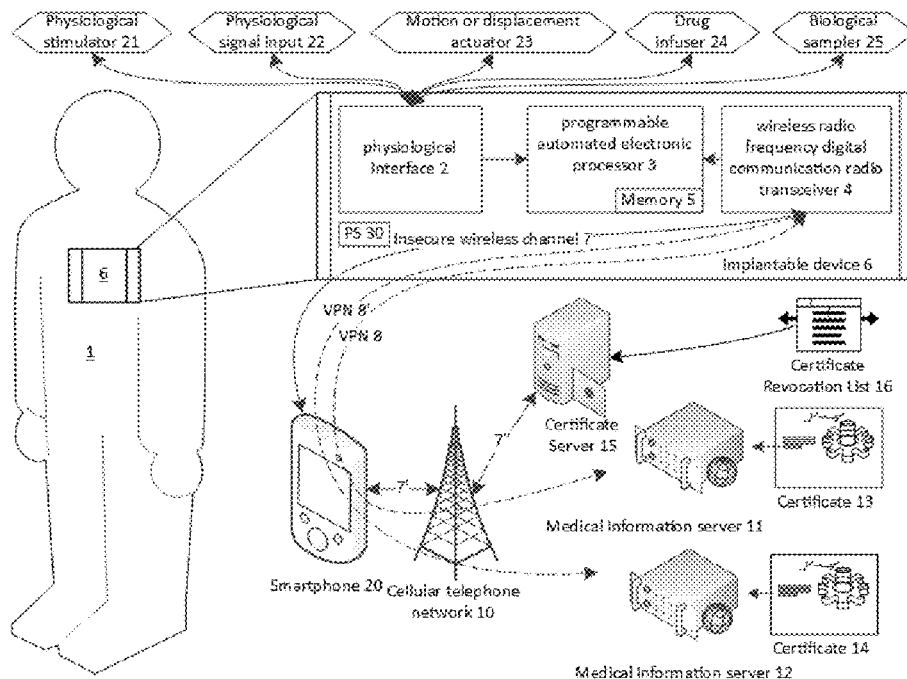 Physiological
stimulator 21
Physiological
signal input 22
Motion or displacement
actuator 23
Drug
infuser 24
Biological
sampler 25
physiological
interface 2
programmable
automated electronic
processor 3
Memory 5
wireless radio
frequency digital
communication radio
transceiver 4
PS 30
Insecure wireless channel 7
Implantable device 6
6
1
VPN 8'
VPN 8
Certificate
Revocation List 16
Certificate
Server 15
7"
7'
Certificate 13
Medical Information server 11
Smartphone 20
Cellular telephone
network 10
Certificate 14
Medical Information server 12